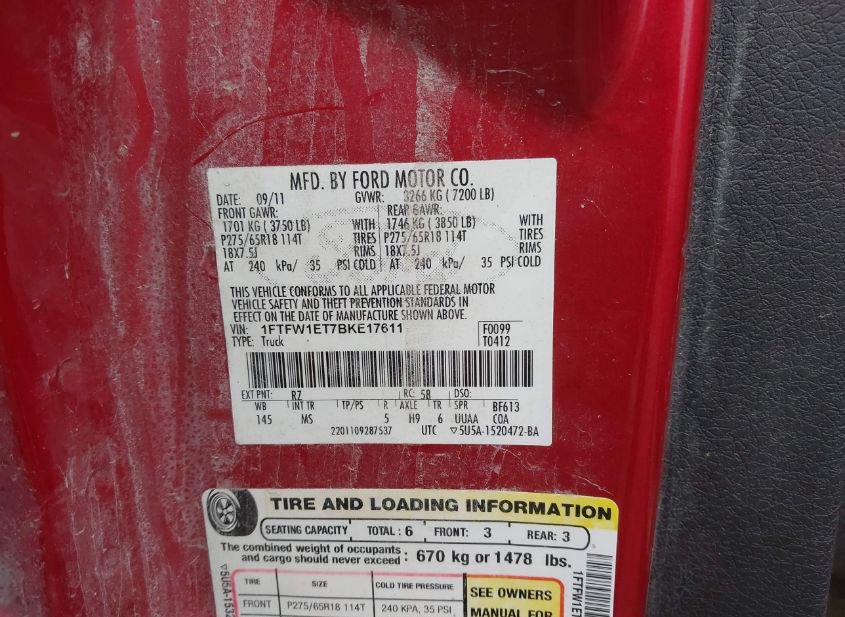 MFD. BY FORD MOTOR CO.
DATE: 09/11 GVWR: 3266 KG ( 7200 LB)
FRONT GAWR: REAR GAWR:
1701 KG ( 3750 LB) WITH 1746 KG ( 3850 LB) WITH
P275/65R18 114T TIRES P275/65R18 114T TIRES
18X7.5J RIMS 18X7.5J RIMS
AT 240 kPa/ 35 PSI COLD AT 240 kPa/ 35 PSI COLD
THIS VEHICLE CONFORMS TO ALL APPLICABLE FEDERAL MOTOR
VEHICLE SAFETY AND THEFT PREVENTION STANDARDS IN
EFFECT ON THE DATE OF MANUFACTURE SHOWN ABOVE.
VIN: 1FTFW1ET7BKE17611 F0099
TYPE: Truck T0412
EXT PNT: RZ RC: 58 DSO:
WB INT TR TP/PS R AXLE TR SPR BF613
145 MS 5 H9 6 UUAA COA
2201109287537 UTC ▽5U5A-1520472-BA
TIRE AND LOADING INFORMATION
SEATING CAPACITY TOTAL : 6 FRONT: 3 REAR: 3
The combined weight of occupants
and cargo should never exceed : 670 kg or 1478 lbs.
TIRE SIZE COLD TIRE PRESSURE
FRONT P275/65R18 114T 240 KPA, 35 PSI
SEE OWNERS
MANUAL FOR
▽5U5A-1532
1FTFW1ET